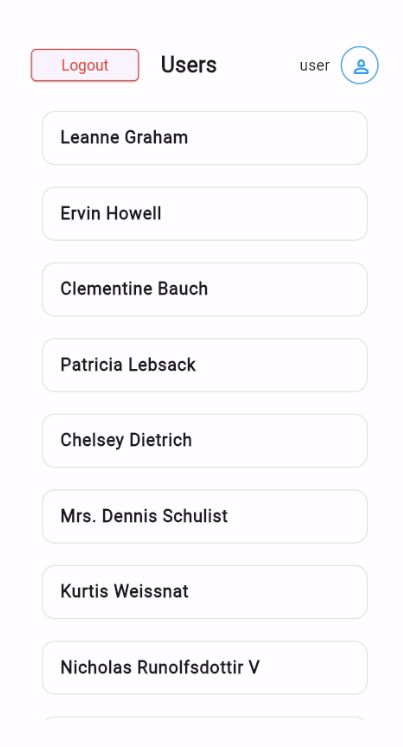 Logout Users user
Leanne Graham
Ervin Howell
Clementine Bauch
Patricia Lebsack
Chelsey Dietrich
Mrs. Dennis Schulist
Kurtis Weissnat
Nicholas Runolfsdottir V